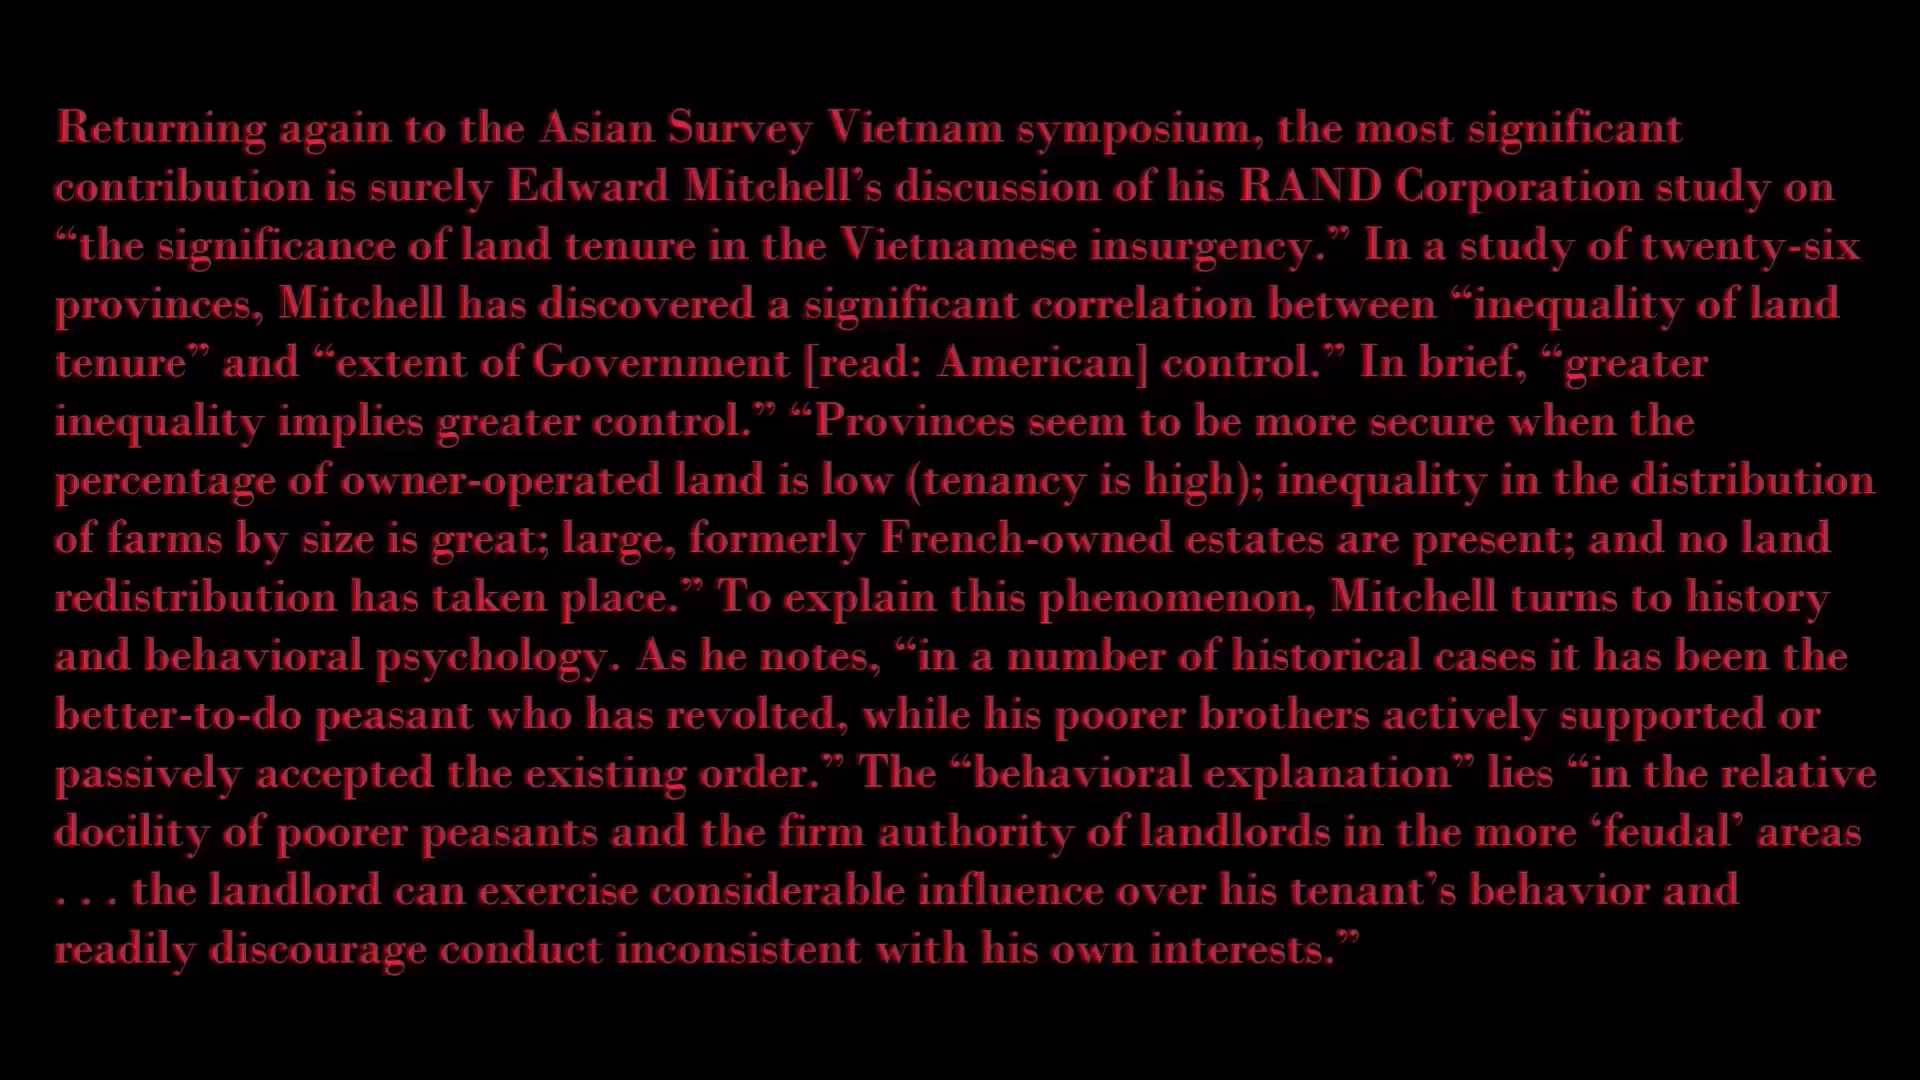 Returning again to the Asian Survey Vietnam symposium, the most significant
contribution is surely Edward Mitchell’s discussion of his RAND Corporation study on
“the significance of land tenure in the Vietnamese insurgency.” In a study of twenty-six
provinces, Mitchell has discovered a significant correlation between “inequality of land
tenure” and “extent of Government [read: American] control.” In brief, “greater
inequality implies greater control.” “Provinces seem to be more secure when the
percentage of owner-operated land is low (tenancy is high); inequality in the distribution
of farms by size is great; large, formerly French-owned estates are present; and no land
redistribution has taken place.” To explain this phenomenon, Mitchell turns to history
and behavioral psychology. As he notes, “in a number of historical cases it has been the
better-to-do peasant who has revolted, while his poorer brothers actively supported or
passively accepted the existing order.” The “behavioral explanation” lies “in the relative
docility of poorer peasants and the firm authority of landlords in the more ‘feudal’ areas
. . . the landlord can exercise considerable influence over his tenant’s behavior and
readily discourage conduct inconsistent with his own interests.”